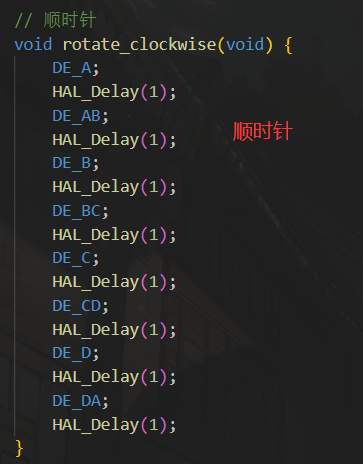 // 顺时针
void rotate_clockwise(void) {
    DE_A;
    HAL_Delay(1);
    DE_AB;
    HAL_Delay(1);
    DE_B;
    HAL_Delay(1);
    DE_BC;
    HAL_Delay(1);
    DE_C;
    HAL_Delay(1);
    DE_CD;
    HAL_Delay(1);
    DE_D;
    HAL_Delay(1);
    DE_DA;
    HAL_Delay(1);
}
顺时针